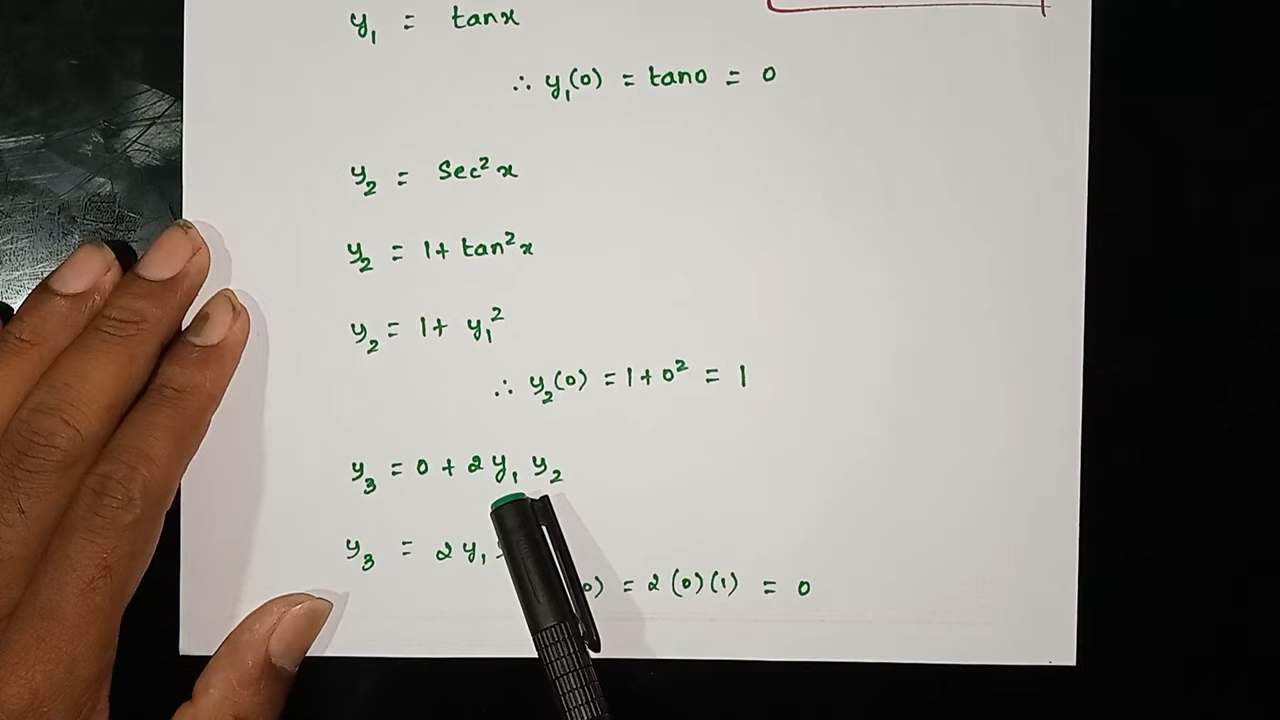 y₁ = tanx
∴ y₁(0) = tan0 = 0
y₂ = Sec²x
y₂ = 1+ tan²x
y₂ = 1+ y₁²
∴ y₂(0) = 1+0² = 1
y₃ = 0 + 2y₁ y₂
y₃ = 2y₁
0) = 2(0)(1) = 0